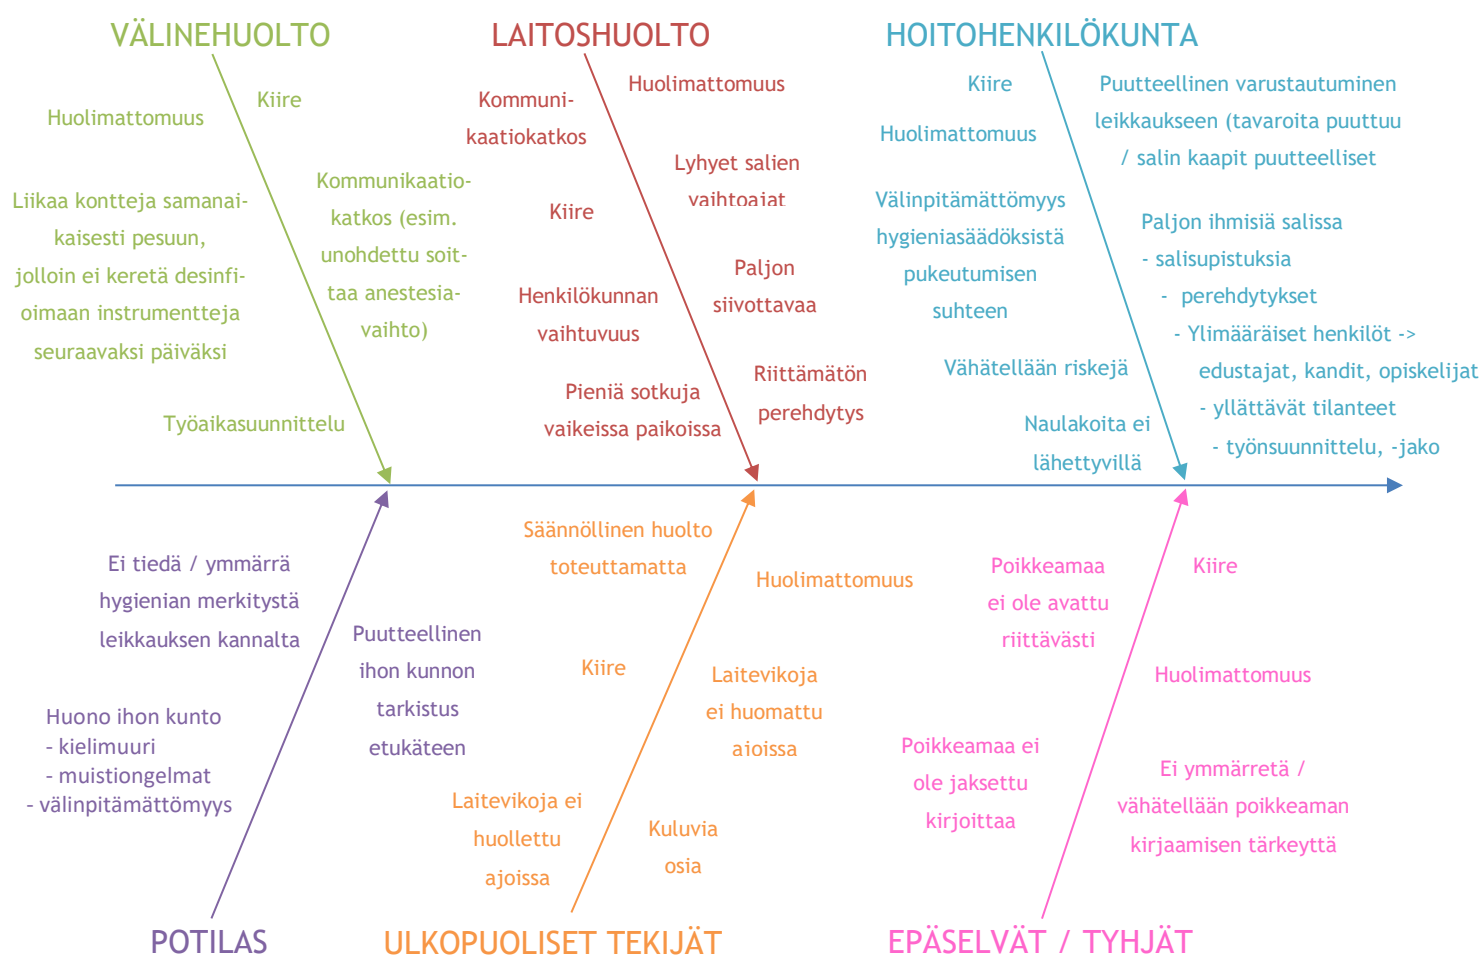 VÄLINEHUOLTO
Kiire
Huolimattomuus
Liikaa kontteja samanai-
kaisesti pesuun,
jolloin ei keretä desinfi-
oimaan instrumentteja
seuraavaksi päiväksi
Kommunikaatio-
katkos (esim.
unohdettu soit-
taa anestesia-
vaihto)
Työaikasuunnittelu
LAITOSHUOLTO
Kommuni-
kaatiokatkos
Huolimattomuus
Lyhyet salien
vaihtoajat
Kiire
Paljon
siivottavaa
Henkilökunnan
vaihtuvuus
Riittämätön
perehdytys
Pieniä sotkuja
vaikeissa paikoissa
HOITOHENKILÖKUNTA
Kiire
Huolimattomuus
Välinpitämättömyys
hygieniasäädöksistä
pukeutumisen
suhteen
Vähätellään riskejä
Naulakoita ei
lähettyvillä
Puutteellinen varustautuminen
leikkaukseen (tavaroita puuttuu
/ salin kaapit puutteelliset
Paljon ihmisiä salissa
- salisupistuksia
- perehdytykset
- Ylimääräiset henkilöt ->
edustajat, kandit, opiskelijat
- yllättävät tilanteet
- työnsuunnittelu, -jako
Ei tiedä / ymmärrä
hygienian merkitystä
leikkauksen kannalta
Puutteellinen
ihon kunnon
tarkistus
etukäteen
Huono ihon kunto
- kielimuuri
- muistiongelmat
- välinpitämättömyys
POTILAS
Säännöllinen huolto
toteuttamatta
Huolimattomuus
Kiire
Laitevikoja
ei huomattu
ajoissa
Laitevikoja ei
huollettu
ajoissa
Kuluvia
osia
ULKOPUOLISET TEKIJÄT
Poikkeamaa
ei ole avattu
riittävästi
Kiire
Huolimattomuus
Poikkeamaa ei
ole jaksettu
kirjoittaa
Ei ymmärretä /
vähätellään poikkeaman
kirjaamisen tärkeyttä
EPÄSELVÄT / TYHJÄT